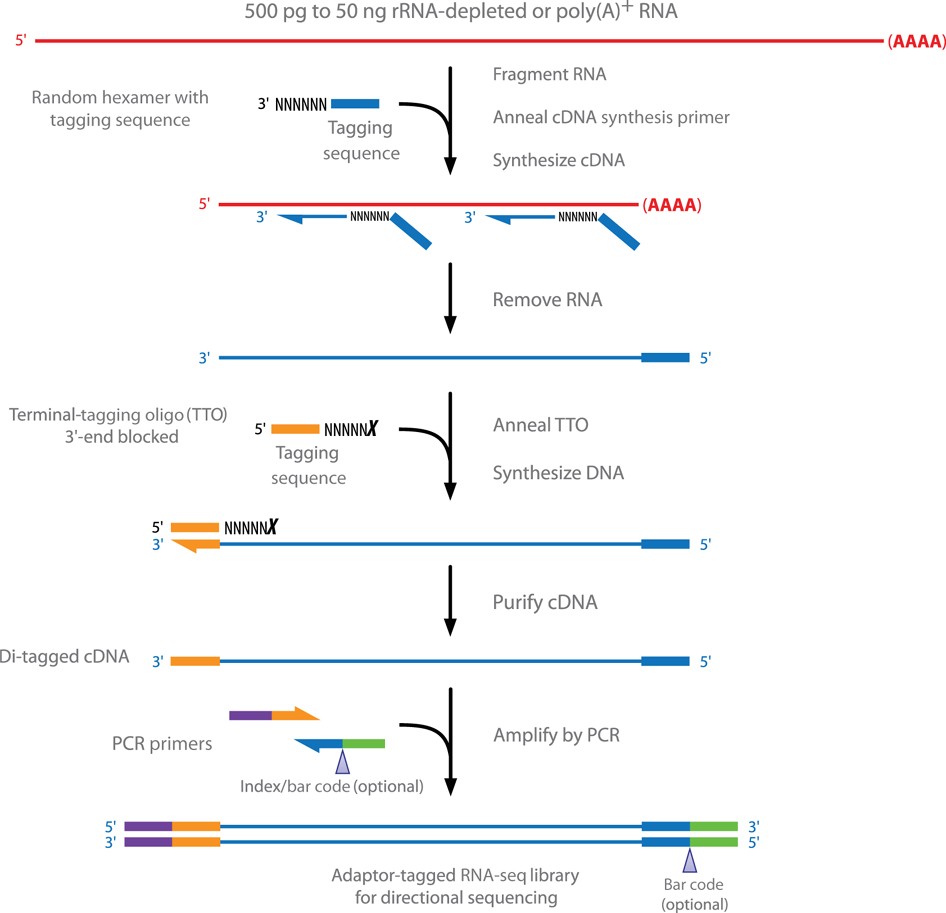 500 pg to 50 ng rRNA-depleted or poly(A)+ RNA
5' (AAAA)
Fragment RNA
Random hexamer with
tagging sequence
3' NNNNNN
Tagging
sequence
Anneal cDNA synthesis primer
Synthesize cDNA
5' (AAAA)
3' NNNNNN 3' NNNNNN
Remove RNA
3' 5'
Terminal-tagging oligo (TTO)
3'-end blocked
5' NNNNNX
Tagging
sequence
Anneal TTO
Synthesize DNA
5' NNNNNX
3' 5'
Purify cDNA
Di-tagged cDNA 3' 5'
PCR primers
Amplify by PCR
Index/bar code (optional)
5' 3'
3' 5'
Adaptor-tagged RNA-seq library
for directional sequencing
Bar code
(optional)